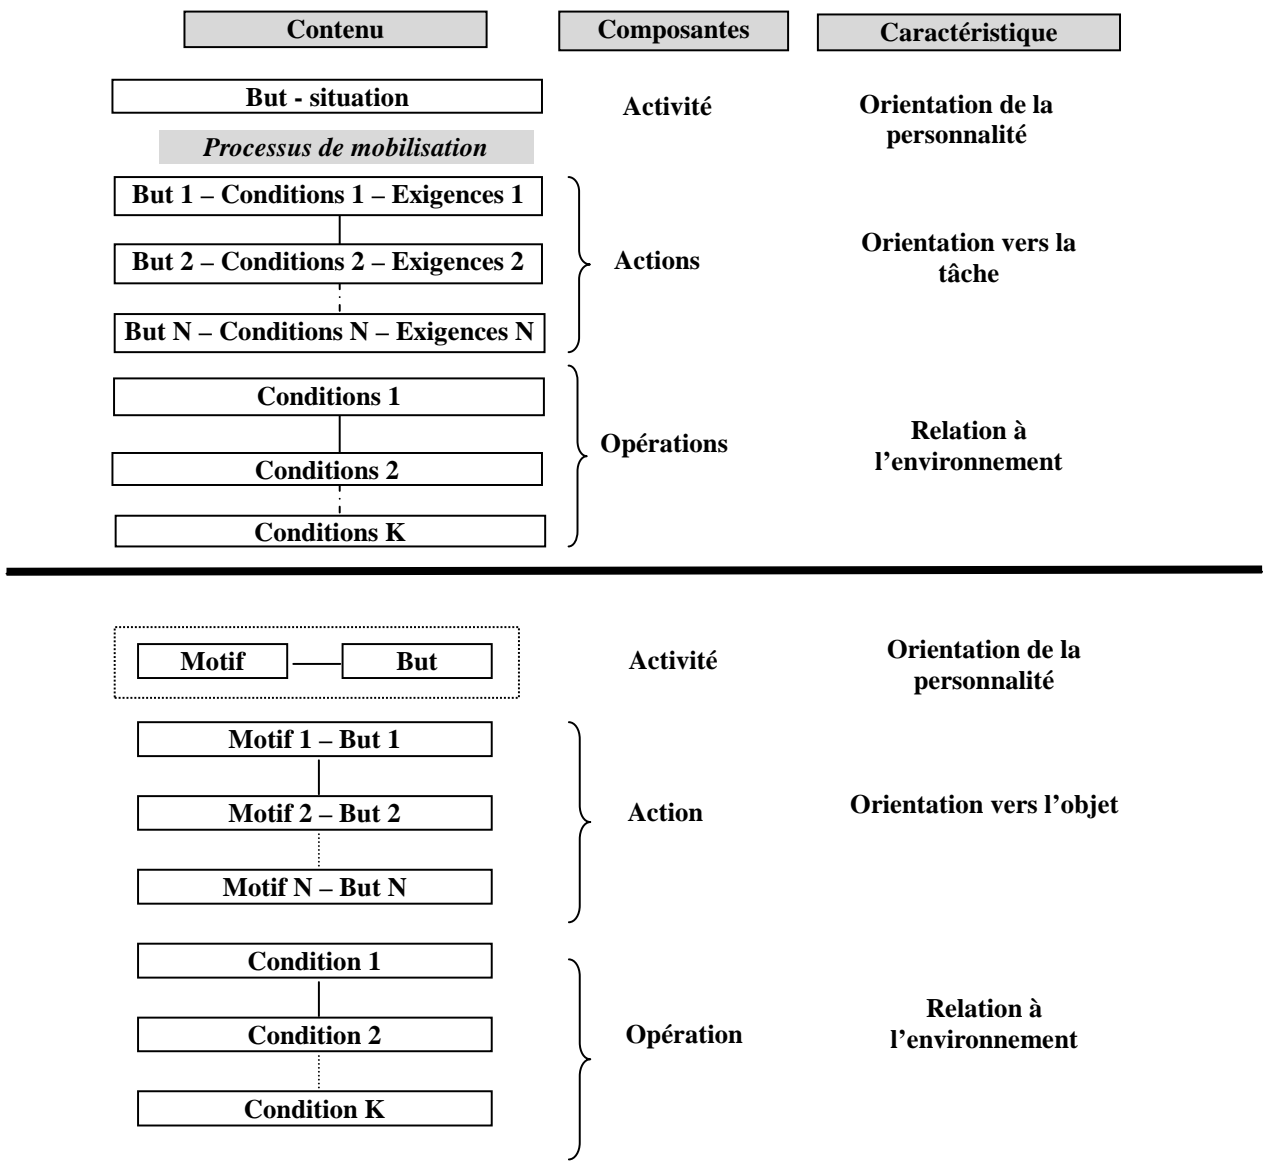 Contenu
Composantes
Caractéristique
But - situation
Activité
Orientation de la
personnalité
Processus de mobilisation
But 1 – Conditions 1 – Exigences 1
But 2 – Conditions 2 – Exigences 2
But N – Conditions N – Exigences N
Actions
Orientation vers la
tâche
Conditions 1
Conditions 2
Conditions K
Opérations
Relation à
l’environnement
Motif
But
Activité
Orientation de la
personnalité
Motif 1 – But 1
Motif 2 – But 2
Motif N – But N
Action
Orientation vers l’objet
Condition 1
Condition 2
Condition K
Opération
Relation à
l’environnement